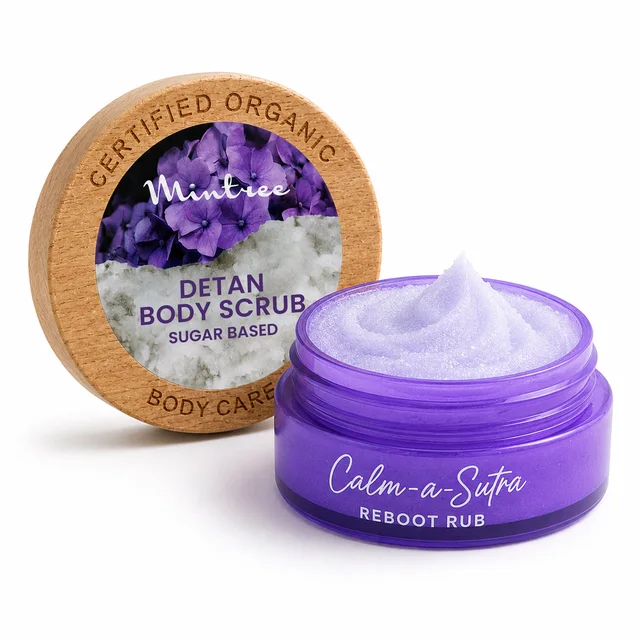 CERTIFIED ORGANIC
Mintree
DETAN
BODY SCRUB
SUGAR BASED
BODY CARE
Calm-a-Sutra
REBOOT RUB